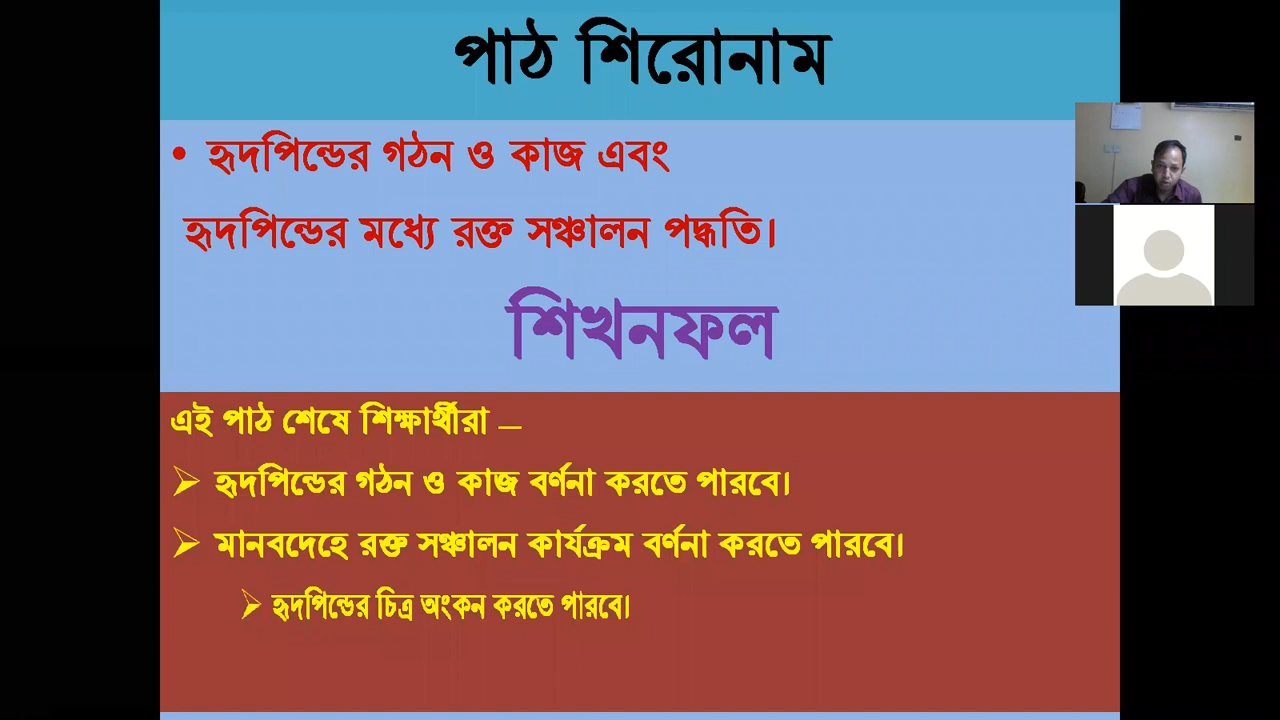 পাঠ শিরোনাম
• হৃদপিন্ডের গঠন ও কাজ এবং
হৃদপিন্ডের মধ্যে রক্ত সঞ্চালন পদ্ধতি।
শিখনফল
এই পাঠ শেষে শিক্ষার্থীরা –
➢ হৃদপিন্ডের গঠন ও কাজ বর্ণনা করতে পারবে।
➢ মানবদেহে রক্ত সঞ্চালন কার্যক্রম বর্ণনা করতে পারবে।
➢ হৃদপিন্ডের চিত্র অংকন করতে পারবে।